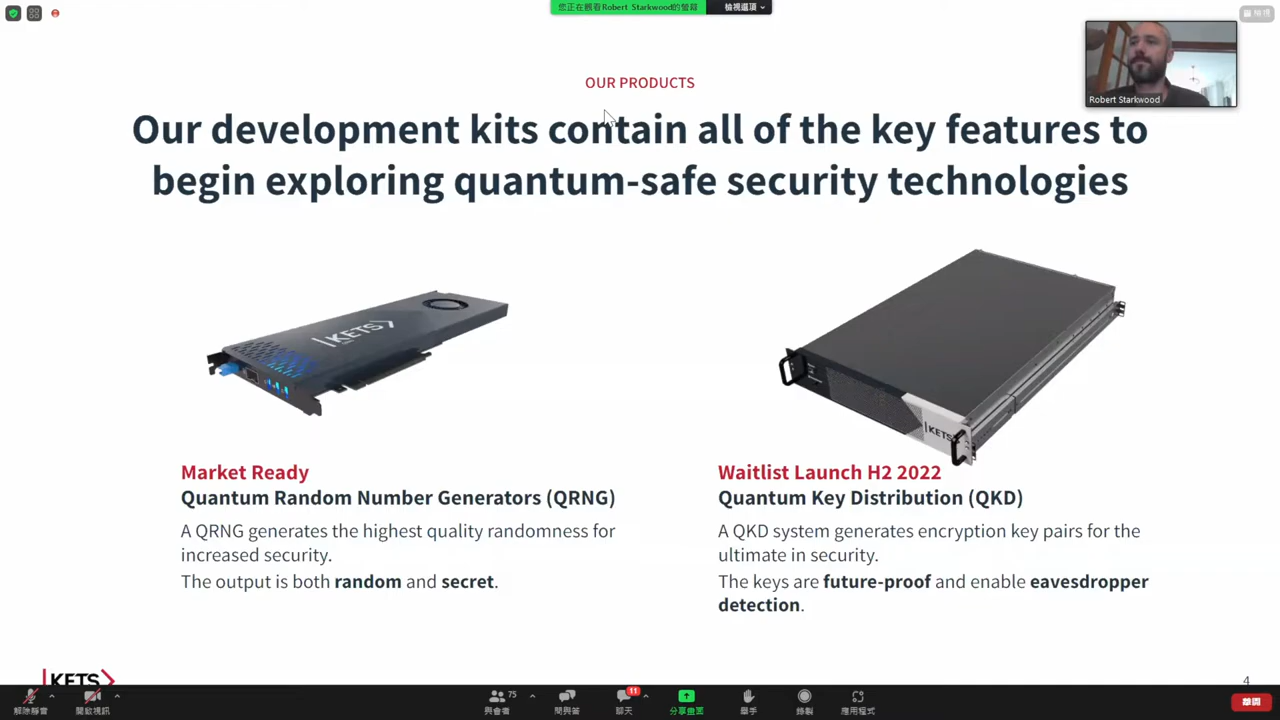 您正在觀看Robert Starkwood的螢幕 檢視選項
檢視
Robert Starkwood
OUR PRODUCTS
Our development kits contain all of the key features to
begin exploring quantum-safe security technologies
KETS
KETS
Market Ready
Quantum Random Number Generators (QRNG)
A QRNG generates the highest quality randomness for
increased security.
The output is both random and secret.
Waitlist Launch H2 2022
Quantum Key Distribution (QKD)
A QKD system generates encryption key pairs for the
ultimate in security.
The keys are future-proof and enable eavesdropper
detection.
KETS
4
解除靜音 開啟視訊 與會者 75 問與答 聊天 11 分享畫面 舉手 錄製 應用程式 離開